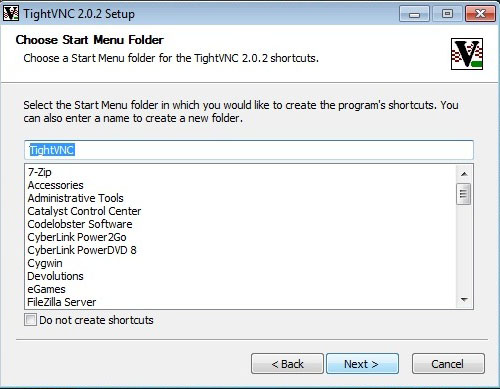 TightVNC 2.0.2 Setup
Choose Start Menu Folder
Choose a Start Menu folder for the TightVNC 2.0.2 shortcuts.
Select the Start Menu folder in which you would like to create the program's shortcuts. You
can also enter a name to create a new folder.
TightVNC
7-Zip
Accessories
Administrative Tools
Catalyst Control Center
Codelobster Software
CyberLink Power2Go
CyberLink PowerDVD 8
Cygwin
Devolutions
eGames
FileZilla Server
Do not create shortcuts
< Back
Next >
Cancel